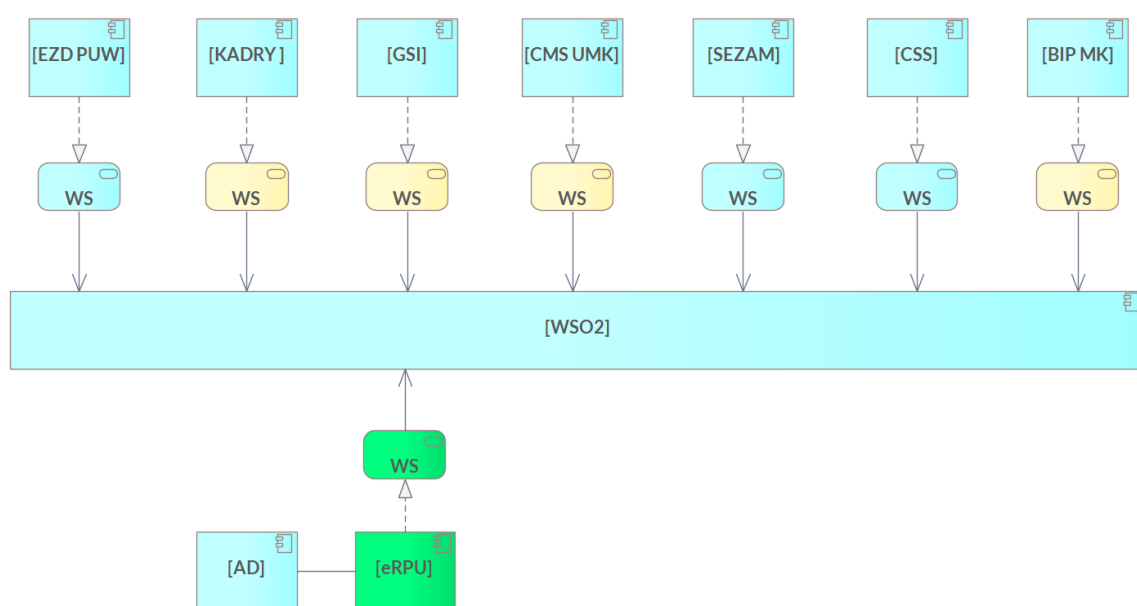 [EZD PUW]
[KADRY]
[GSI]
[CMS UMK]
[SEZAM]
[CSS]
[BIP MK]
WS
WS
WS
WS
WS
WS
WS
[WSO2]
WS
[AD]
[eRPU]